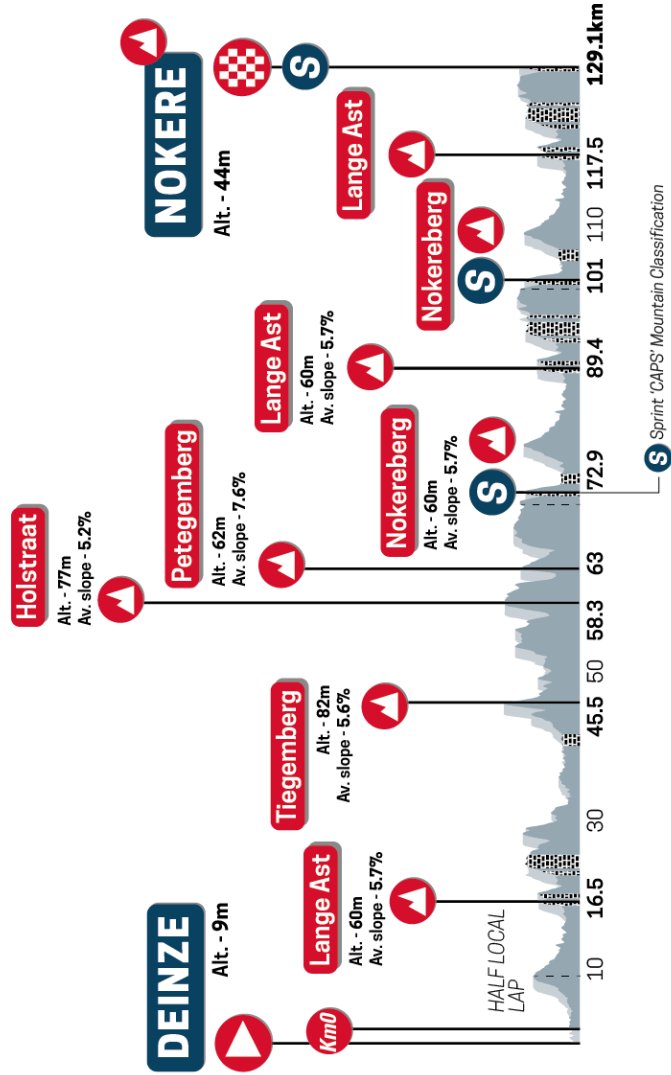 DEINZE
Alt. - 9m
Km0
HALF LOCAL
LAP
Lange Ast
Alt. - 60m
Av. slope - 5.7%
Tiegemberg
Alt. - 82m
Av. slope - 5.6%
Holstraat
Alt. - 77m
Av. slope - 5.2%
Petegemberg
Alt. - 62m
Av. slope - 7.6%
Nokereberg
Alt. - 60m
Av. slope - 5.7%
S
Lange Ast
Alt. - 60m
Av. slope - 5.7%
Nokereberg
S
Lange Ast
NOKERE
Alt. - 44m
S
10
16.5
30
45.5
50
58.3
63
72.9
89.4
101
110
117.5
129.1km
S Sprint 'CAPS' Mountain Classification